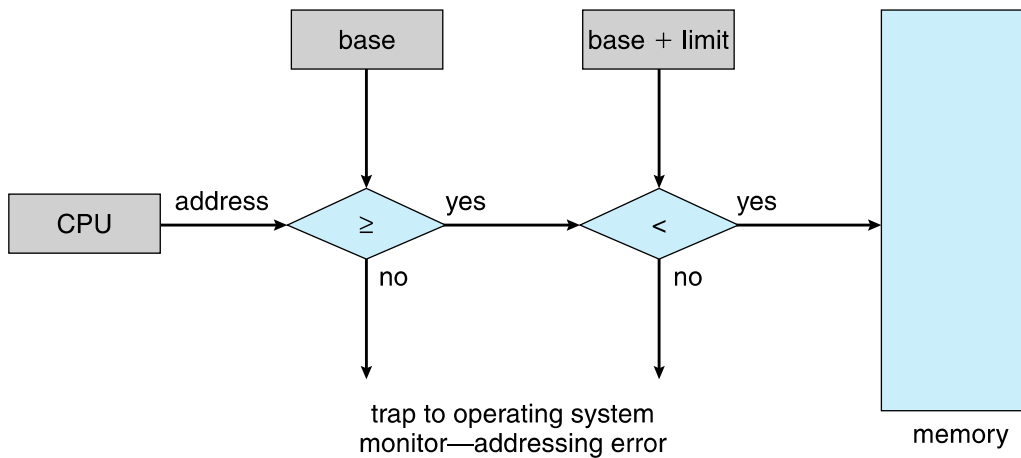 base
base + limit
CPU
address
≥
yes
<
yes
no
no
trap to operating system
monitor—addressing error
memory